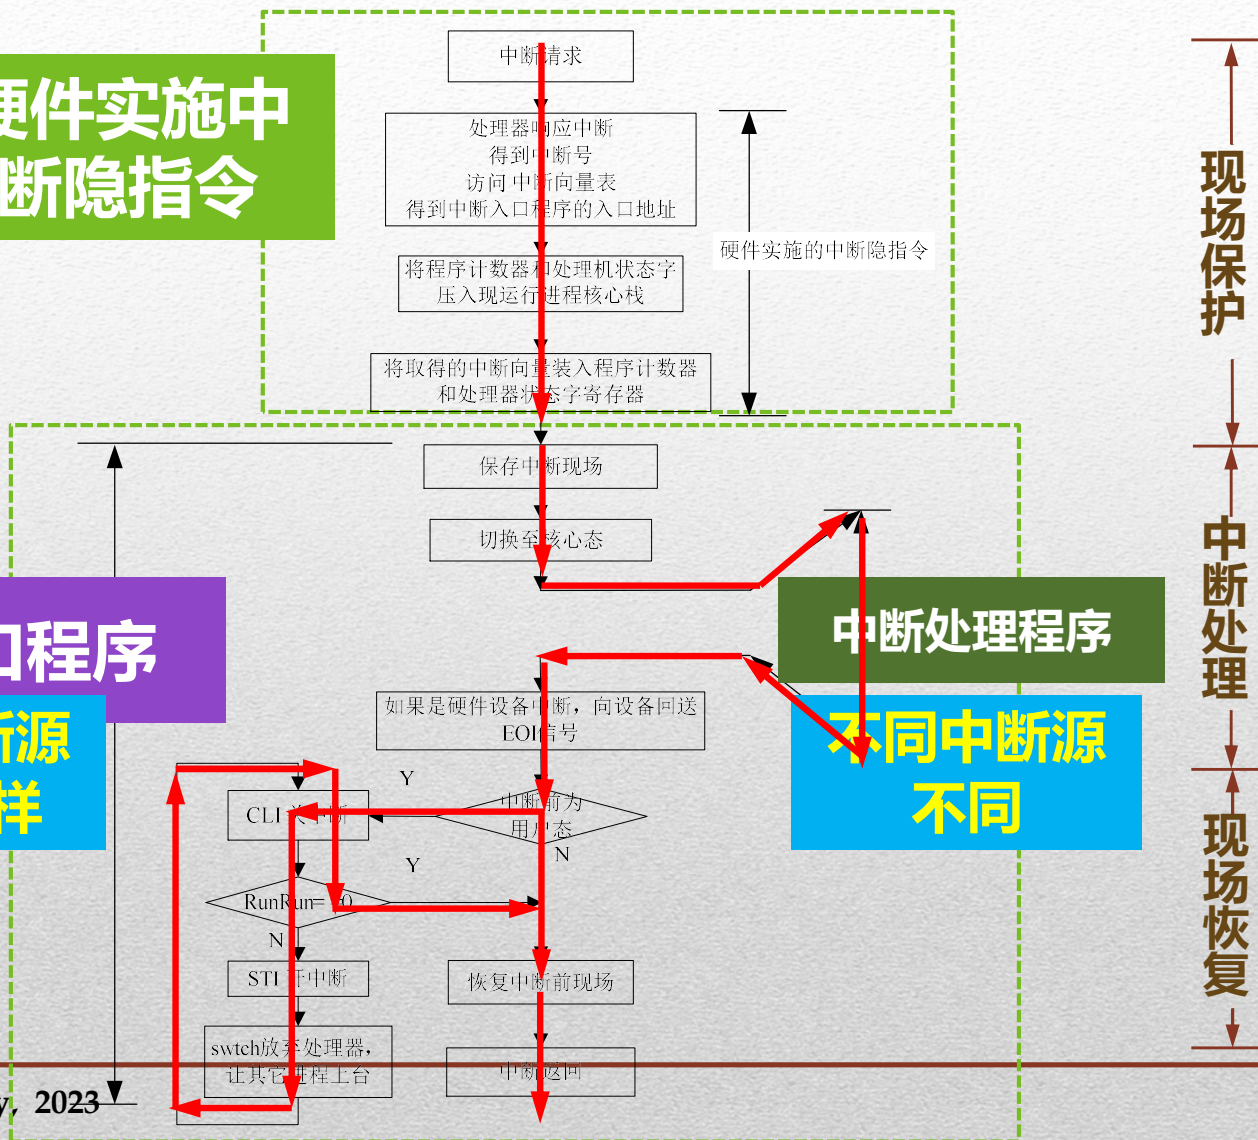 中断请求
硬件实施中
断隐指令
处理器响应中断
得到中断号
访问中断向量表
得到中断入口程序的入口地址
硬件实施的中断隐指令
将程序计数器和处理机状态字
压入现运行进程核心栈
将取得的中断向量装入程序计数器
和处理器状态字寄存器
现场保护
保存中断现场
切换至核心态
中断处理
口程序
中断处理程序
断源
样
不同中断源
不同
如果是硬件设备中断，向设备回送
EOI信号
Y
中断前为
用户态
N
CLI 关中断
Y
RunRun==0
N
STI 开中断
恢复中断前现场
现场恢复
swtch放弃处理器，
让其它进程上台
中断返回
y, 2023